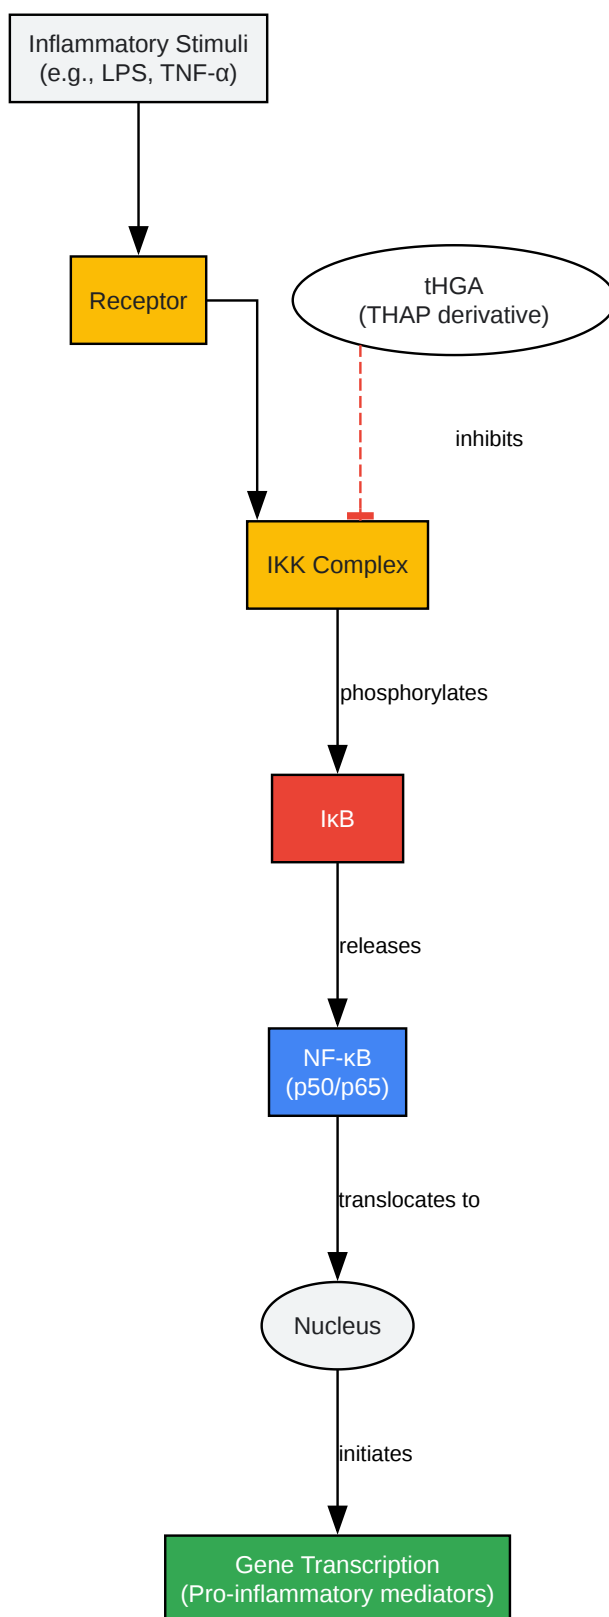 Inflammatory Stimuli
(e.g., LPS, TNF-α)
Receptor
tHGA
(THAP derivative)
inhibits
IKK Complex
phosphorylates
IκB
releases
NF-κB
(p50/p65)
translocates to
Nucleus
initiates
Gene Transcription
(Pro-inflammatory mediators)